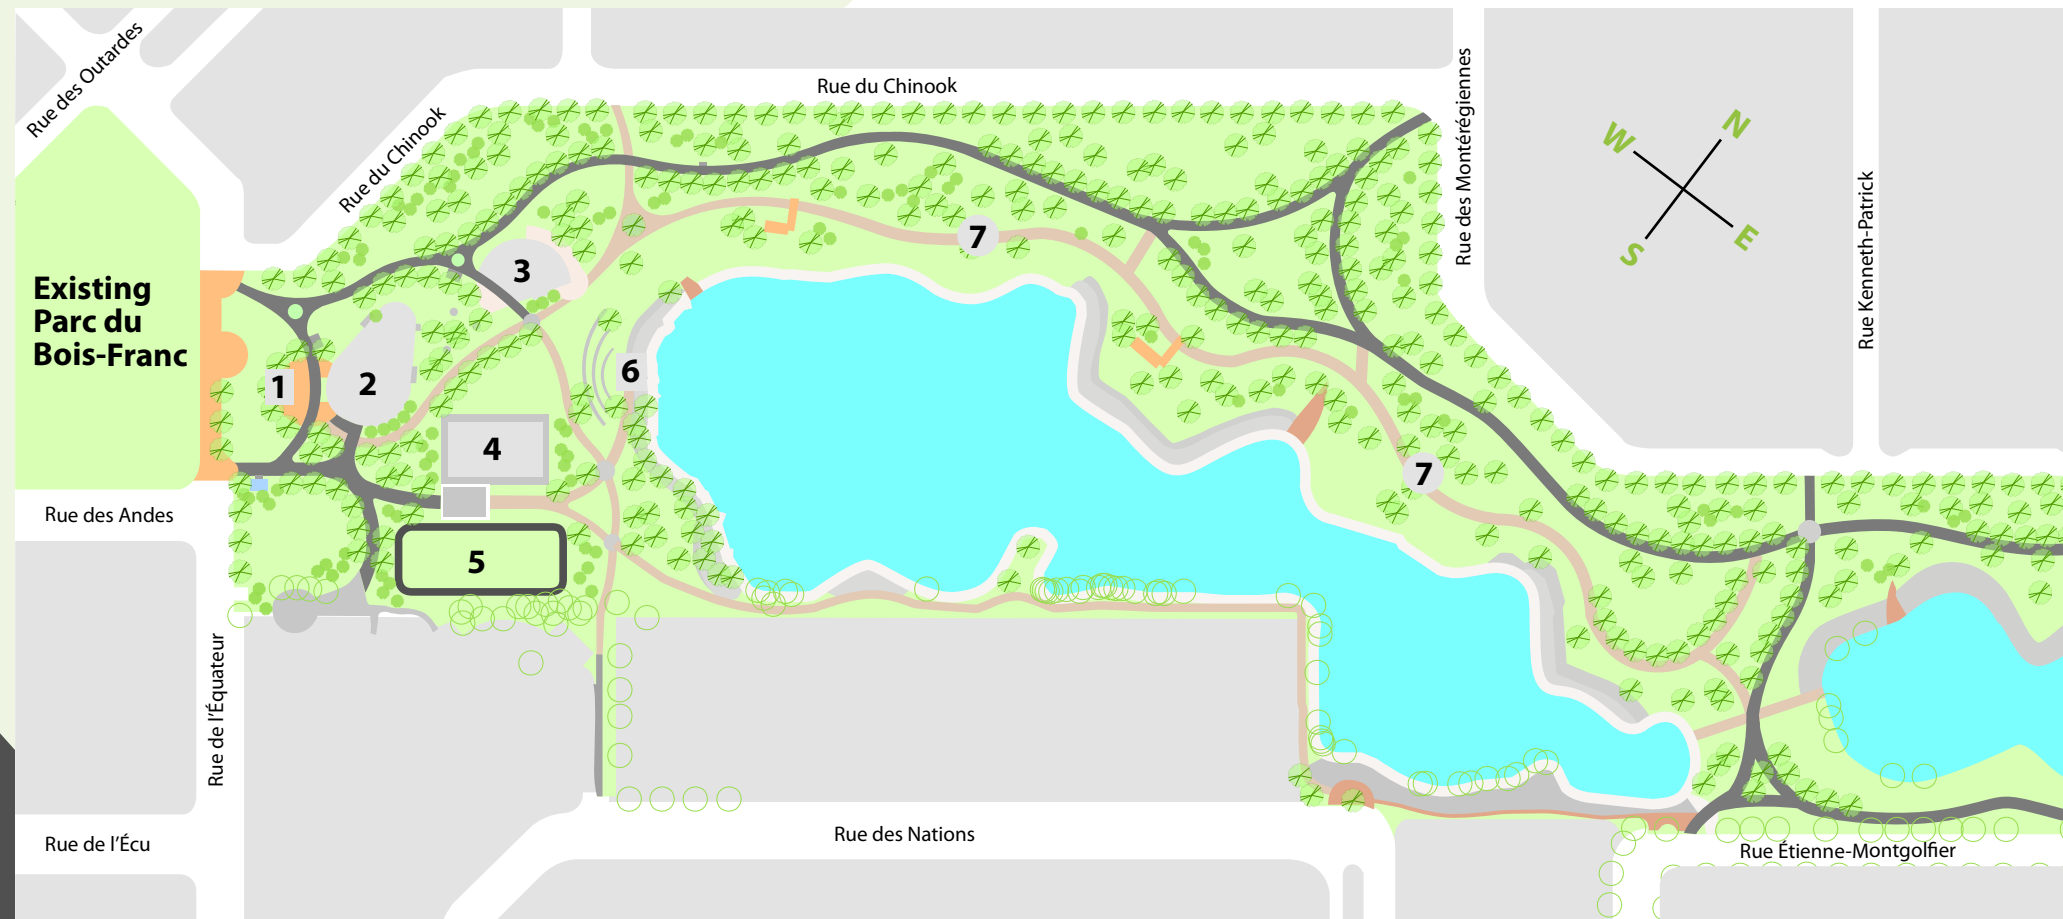 Rue des Outardes
Rue du Chinook
Rue du Chinook
Rue des Montérégiennes
N
W
E
S
Rue Kenneth-Patrick
Existing
Parc du
Bois-Franc
1
2
3
4
5
6
7
7
Rue des Andes
Rue de l'Équateur
Rue de l'Écu
Rue des Nations
Rue Étienne-Montgolfier